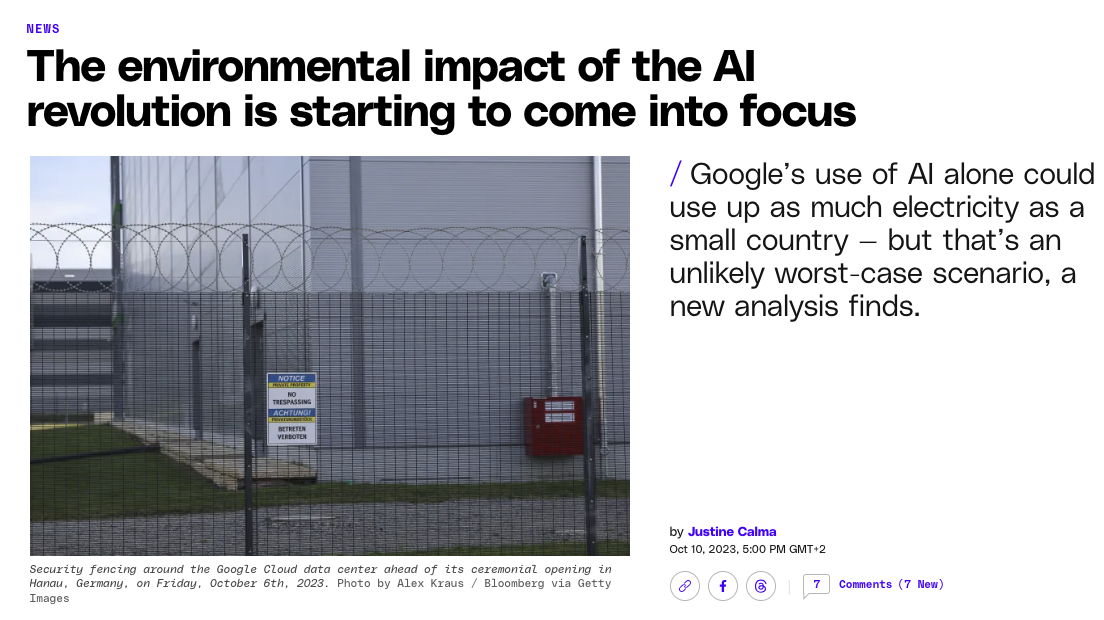 NEWS
The environmental impact of the AI
revolution is starting to come into focus
NOTICE
PRIVATE PROPERTY
NO
TRESPASSING
ACHTUNG!
PRIVATGRUNDSTÜCK
BETRETEN
VERBOTEN
Security fencing around the Google Cloud data center ahead of its ceremonial opening in
Hanau, Germany, on Friday, October 6th, 2023. Photo by Alex Kraus / Bloomberg via Getty
Images
/ Google’s use of AI alone could
use up as much electricity as a
small country — but that’s an
unlikely worst-case scenario, a
new analysis finds.
by Justine Calma
Oct 10, 2023, 5:00 PM GMT+2
7 Comments (7 New)